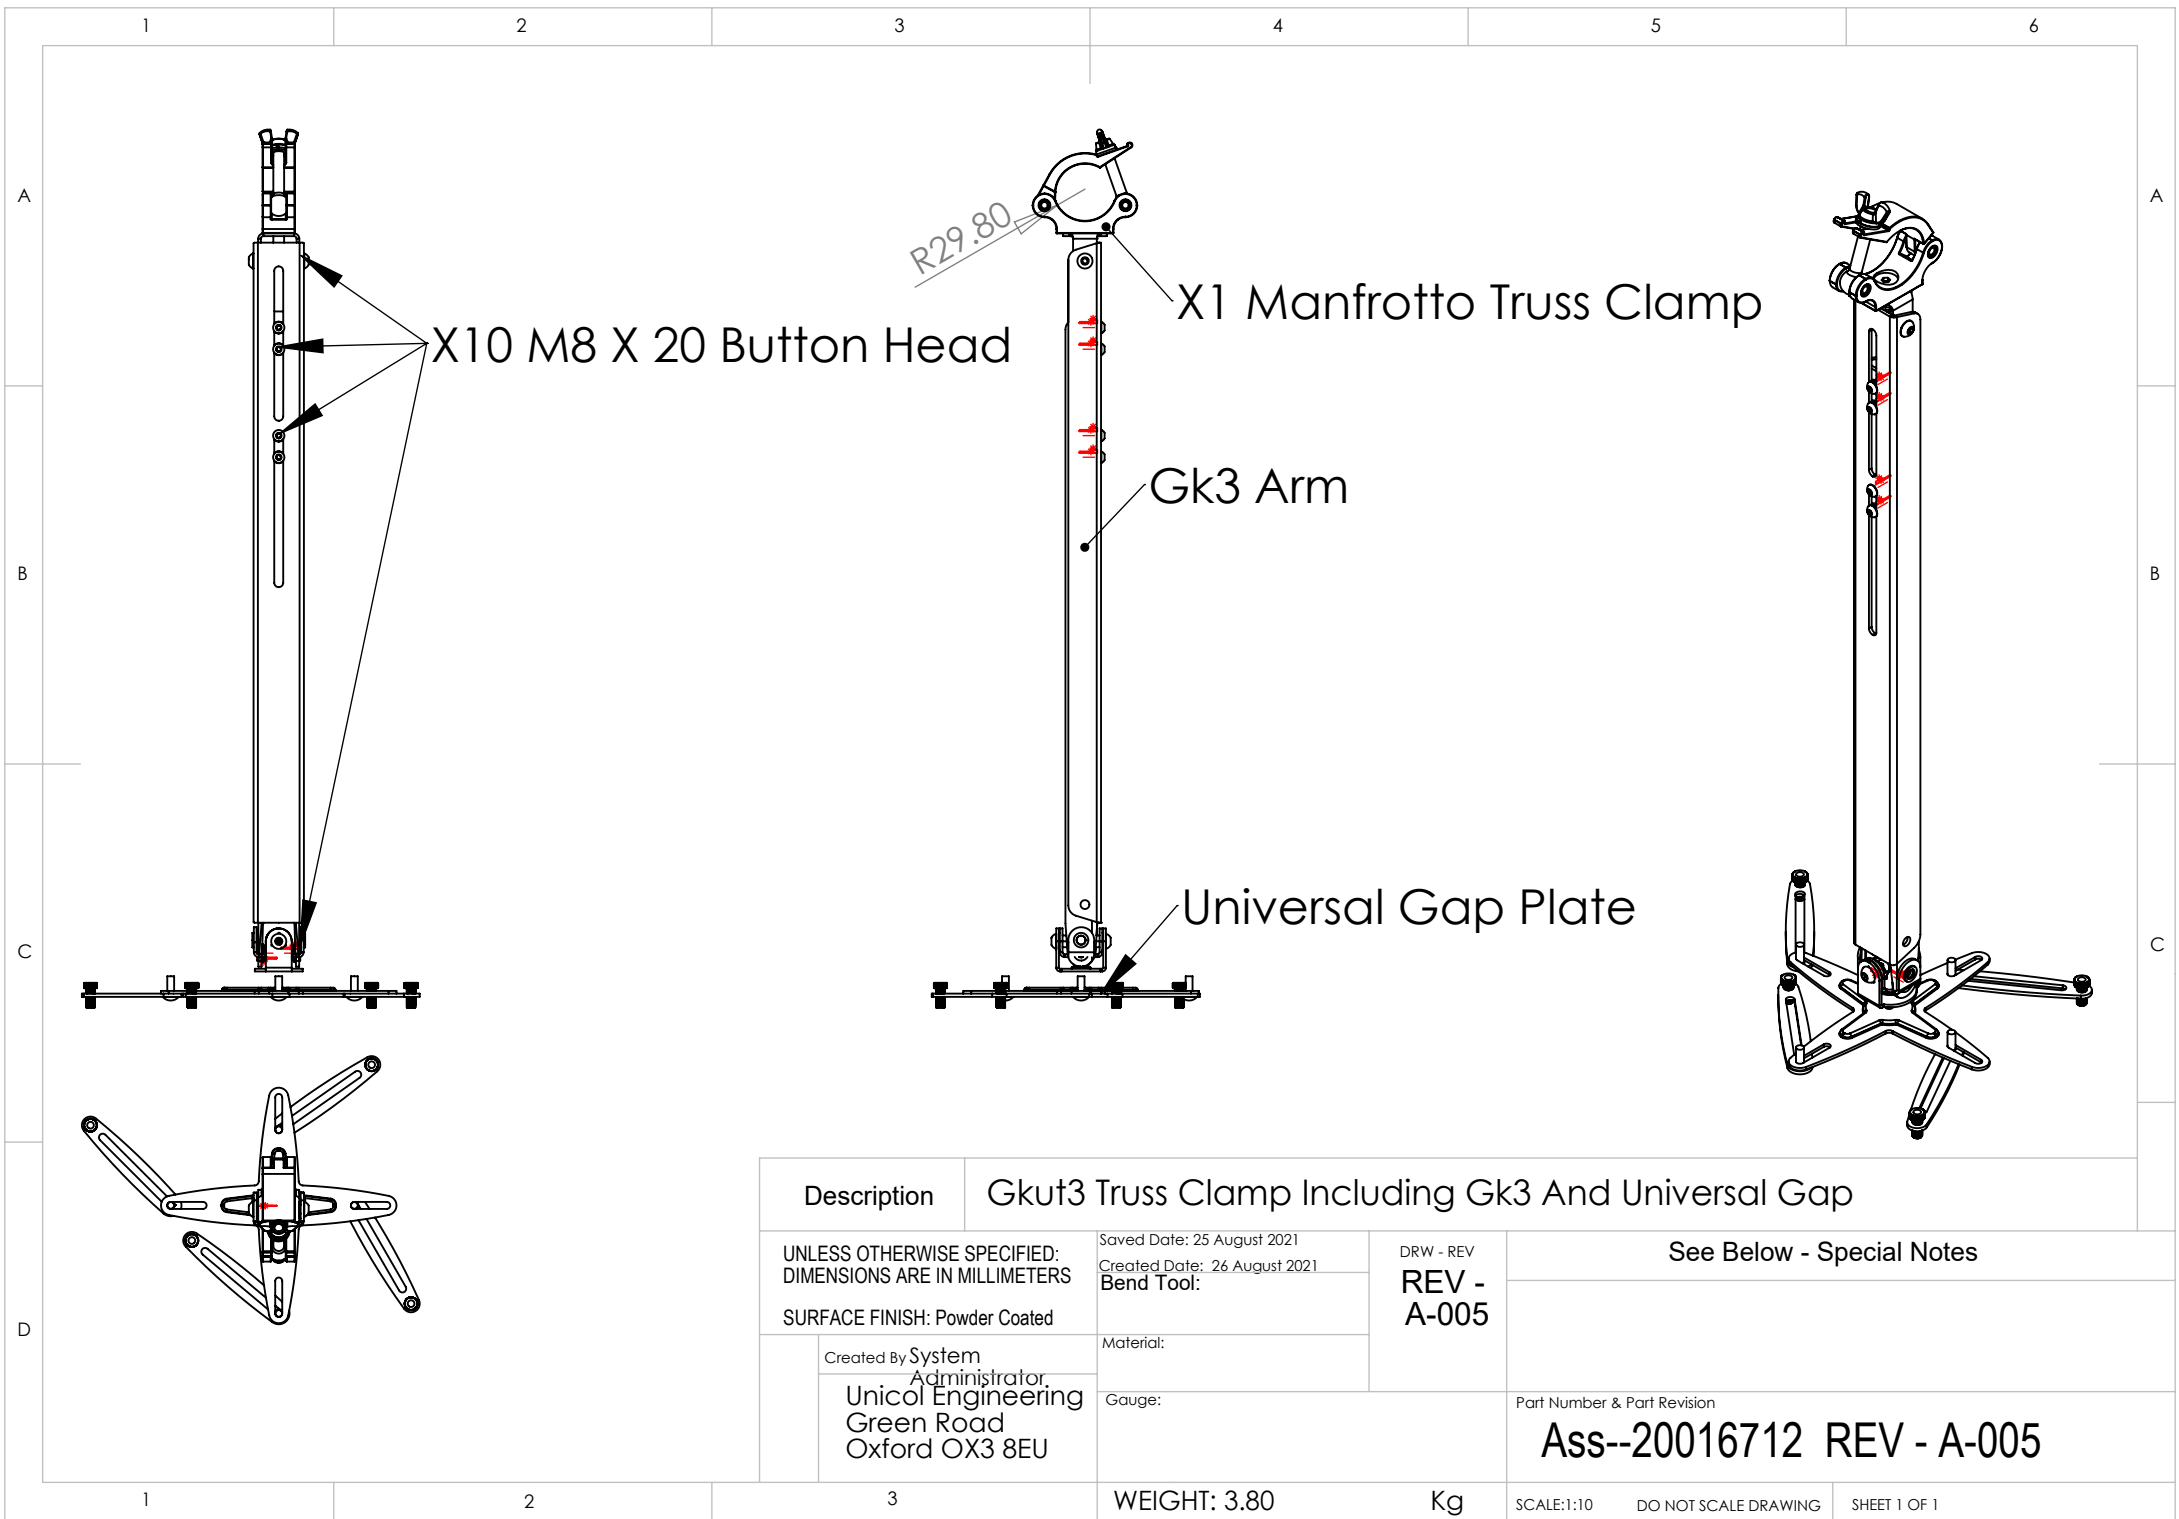 1 2 3 4 5 6
A A
R29.80
X1 Manfrotto Truss Clamp
X10 M8 X 20 Button Head
Gk3 Arm
B B
Universal Gap Plate
C C
D
Description
Gkut3 Truss Clamp Including Gk3 And Universal Gap
UNLESS OTHERWISE SPECIFIED:
DIMENSIONS ARE IN MILLIMETERS
SURFACE FINISH: Powder Coated
Saved Date: 25 August 2021
Created Date: 26 August 2021
Bend Tool:
DRW - REV
REV -
A-005
See Below - Special Notes
Created By System
Administrator
Unicol Engineering
Green Road
Oxford OX3 8EU
Material:
Gauge:
Part Number & Part Revision
Ass--20016712 REV - A-005
1 2 3
WEIGHT: 3.80 Kg
SCALE:1:10
DO NOT SCALE DRAWING
SHEET 1 OF 1